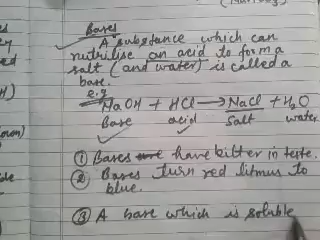 Bases
A substance which can
nutrilise an acid to form a
salt (and water) is called a
base.
e.g
NaOH + HCl → NaCl + H2O
Base acid Salt water
① Bases have bitter in teste.
② Bases turn red litmus to
blue.
③ A base which is soluble